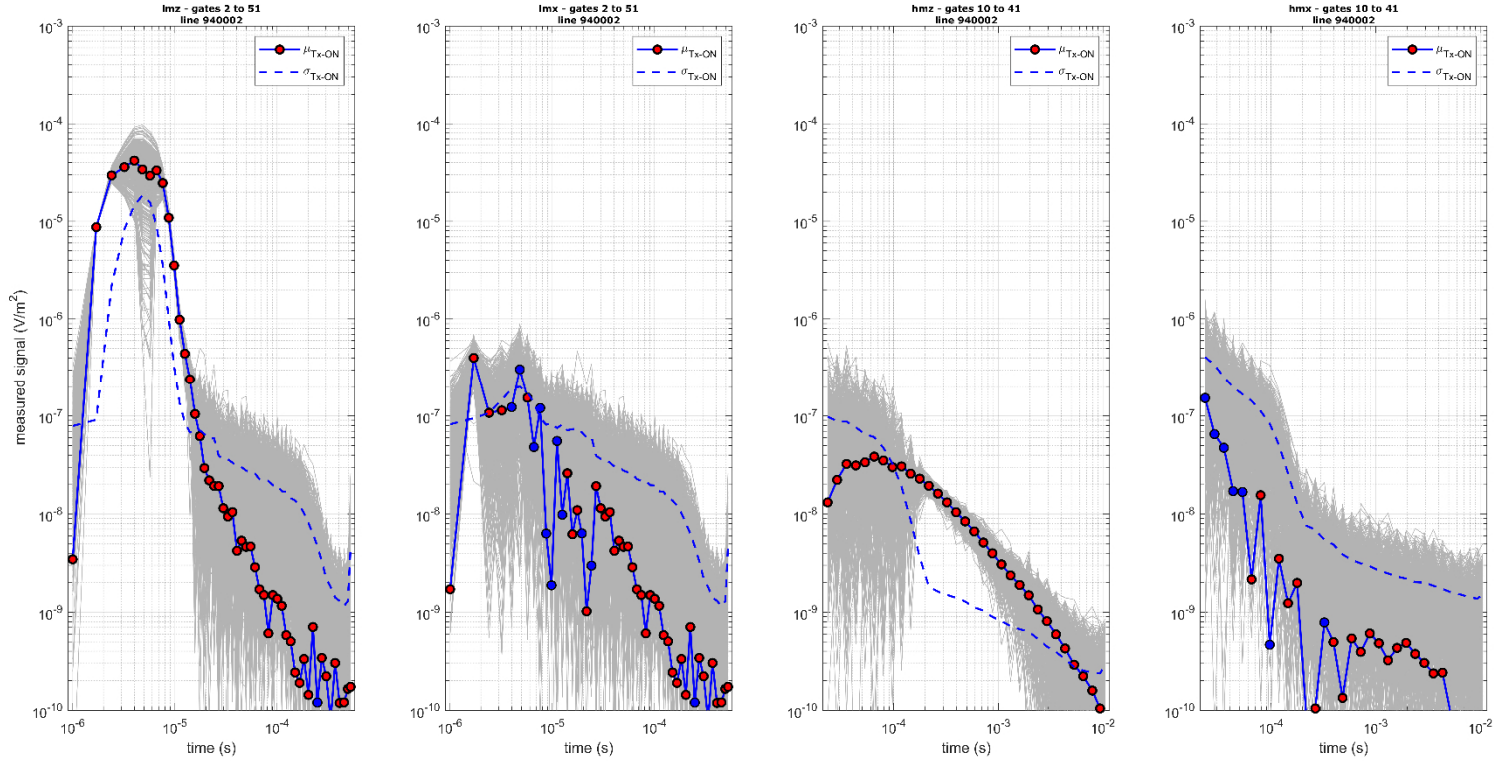 lmz - gates 2 to 51
line 940002
10⁻³
10⁻⁴
10⁻⁵
10⁻⁶
10⁻⁷
10⁻⁸
10⁻⁹
10⁻¹⁰
measured signal (V/m²)
μTx-ON
σTx-ON
10⁻⁶
10⁻⁵
10⁻⁴
time (s)
lmx - gates 2 to 51
line 940002
10⁻³
10⁻⁴
10⁻⁵
10⁻⁶
10⁻⁷
10⁻⁸
10⁻⁹
10⁻¹⁰
μTx-ON
σTx-ON
10⁻⁶
10⁻⁵
10⁻⁴
time (s)
hmz - gates 10 to 41
line 940002
10⁻³
10⁻⁴
10⁻⁵
10⁻⁶
10⁻⁷
10⁻⁸
10⁻⁹
10⁻¹⁰
μTx-ON
σTx-ON
10⁻⁴
10⁻³
10⁻²
time (s)
hmx - gates 10 to 41
line 940002
10⁻³
10⁻⁴
10⁻⁵
10⁻⁶
10⁻⁷
10⁻⁸
10⁻⁹
10⁻¹⁰
μTx-ON
σTx-ON
10⁻⁴
10⁻³
10⁻²
time (s)